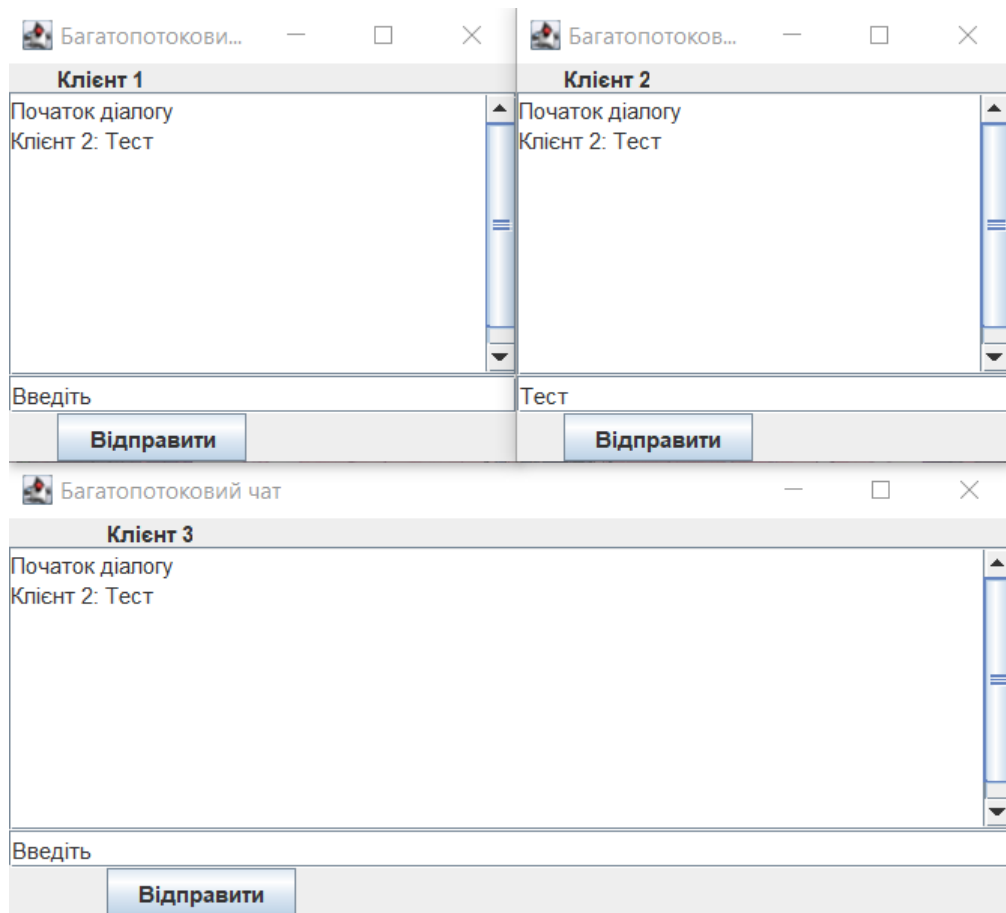 Багатопотокови...
Клієнт 1
Початок діалогу
Клієнт 2: Тест
Введіть
Відправити
Багатопотоков...
Клієнт 2
Початок діалогу
Клієнт 2: Тест
Тест
Відправити
Багатопотоковий чат
Клієнт 3
Початок діалогу
Клієнт 2: Тест
Введіть
Відправити